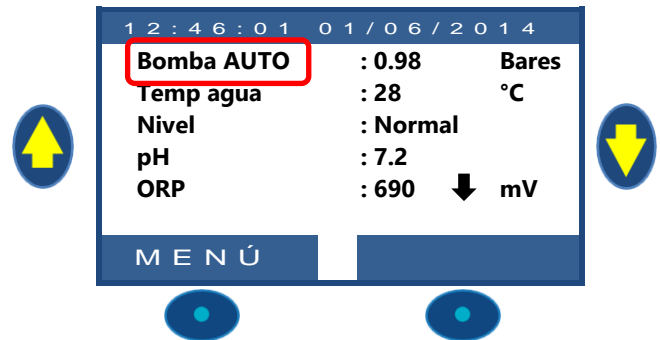 12:46:01 01/06/2014
Bomba AUTO : 0.98 Bares
Temp agua : 28 °C
Nivel : Normal
pH : 7.2
ORP : 690 mV
MENÚ